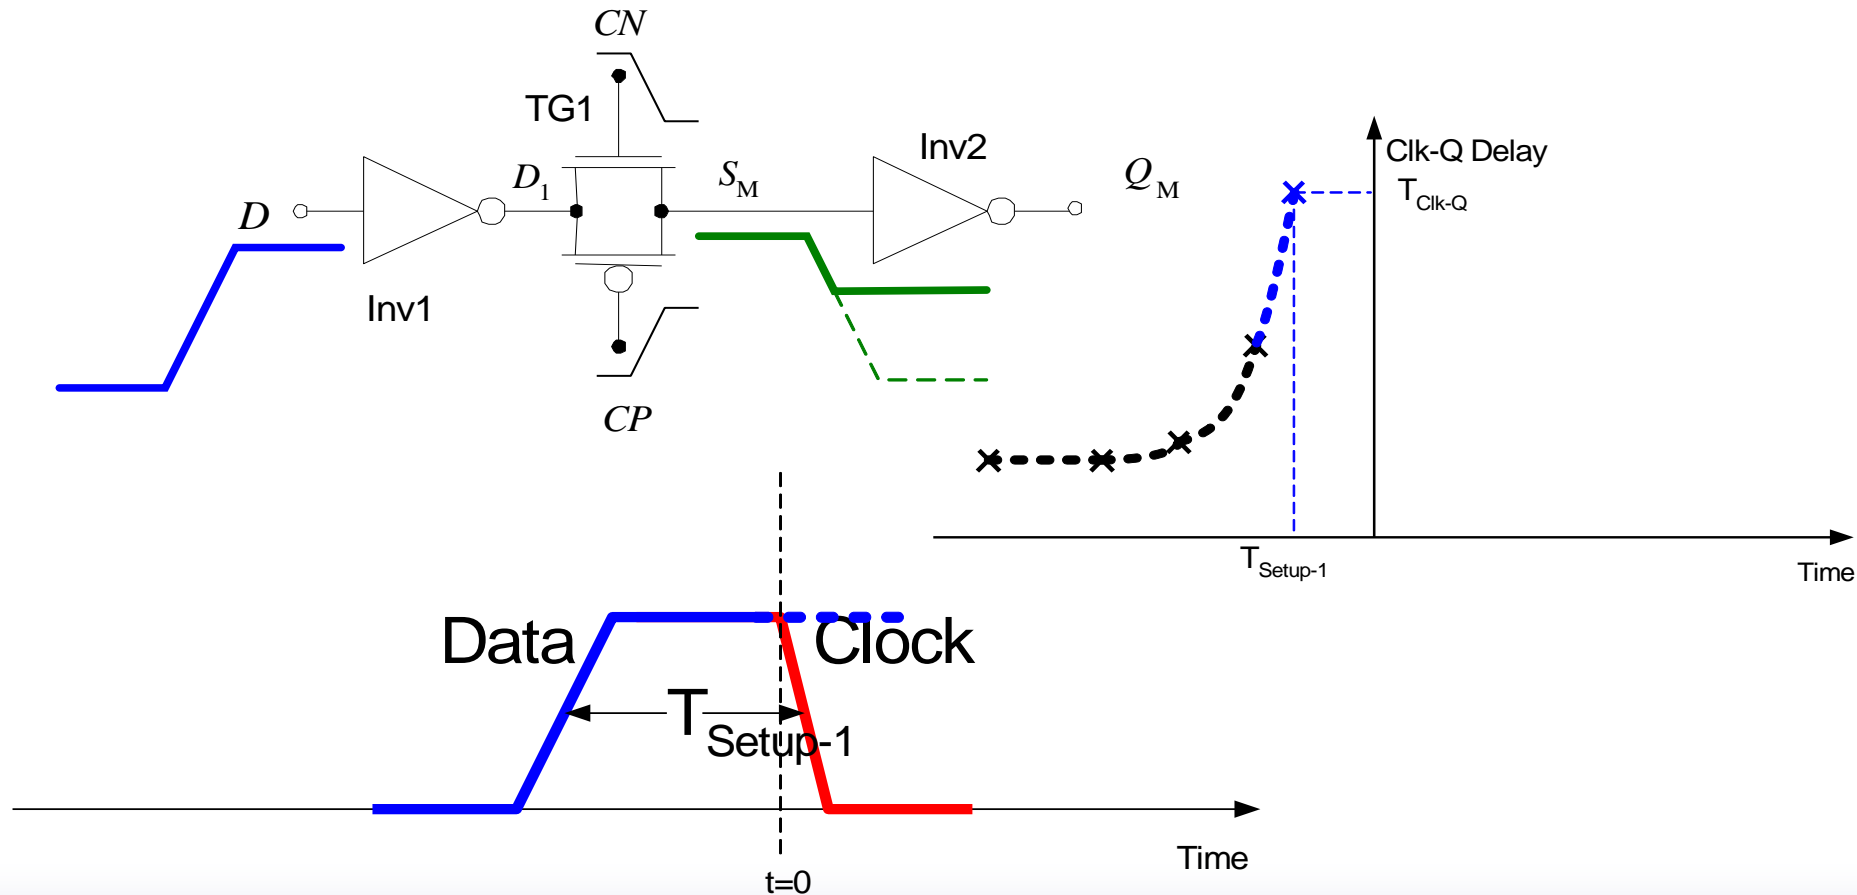 CN
TG1
Inv2
Clk-Q Delay
D
D1
SM
QM
TClk-Q
Inv1
CP
TSetup-1
Time
Data
Clock
TSetup-1
Time
t=0